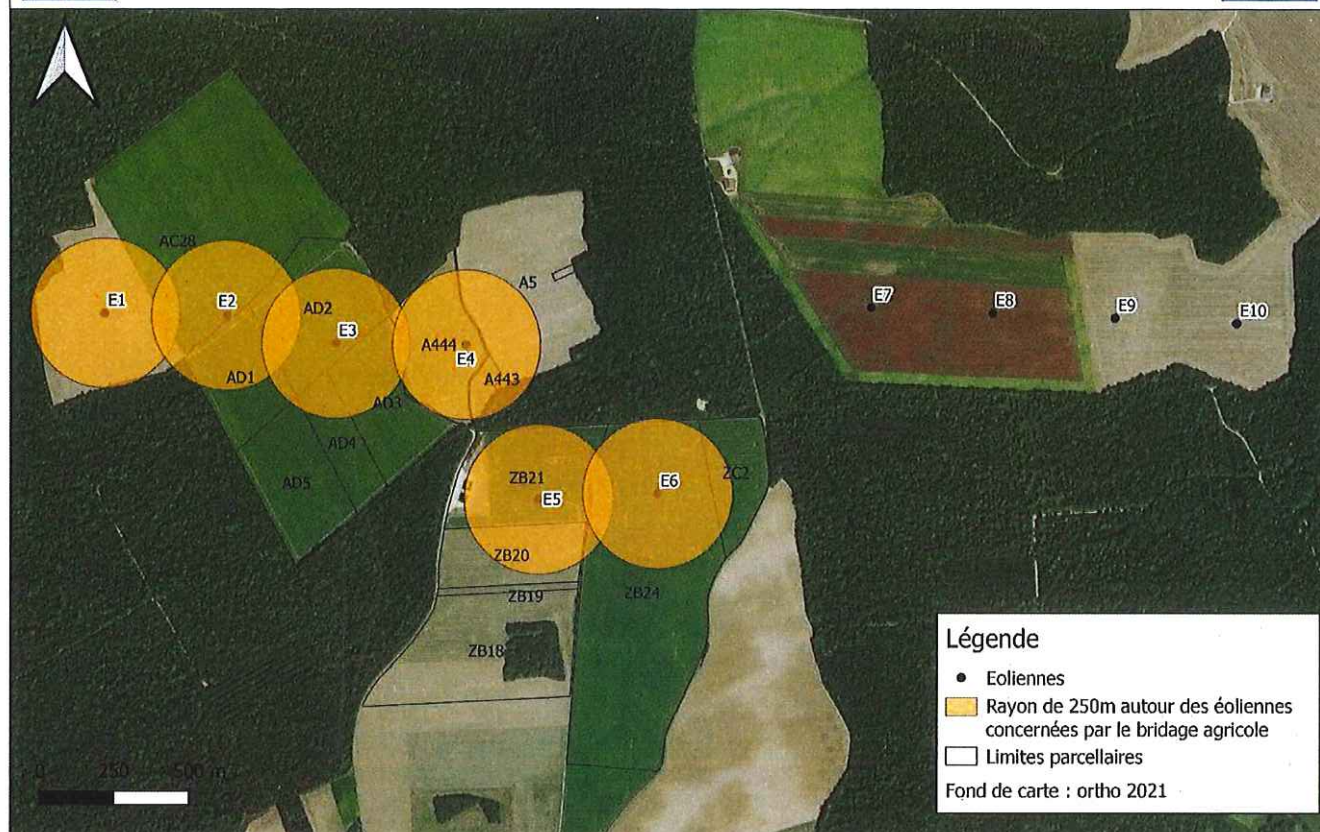 AC28
A5
E1
E2
AD2
E3
A444
E4
E7
E8
E9
E10
AD1
AD3
A443
AD4
AD5
ZB21
E5
E6
ZC2
ZB20
ZB19
ZB24
ZB18
0 250 500 m
Légende
Eoliennes
Rayon de 250m autour des éoliennes
concernées par le bridage agricole
Limites parcellaires
Fond de carte : ortho 2021